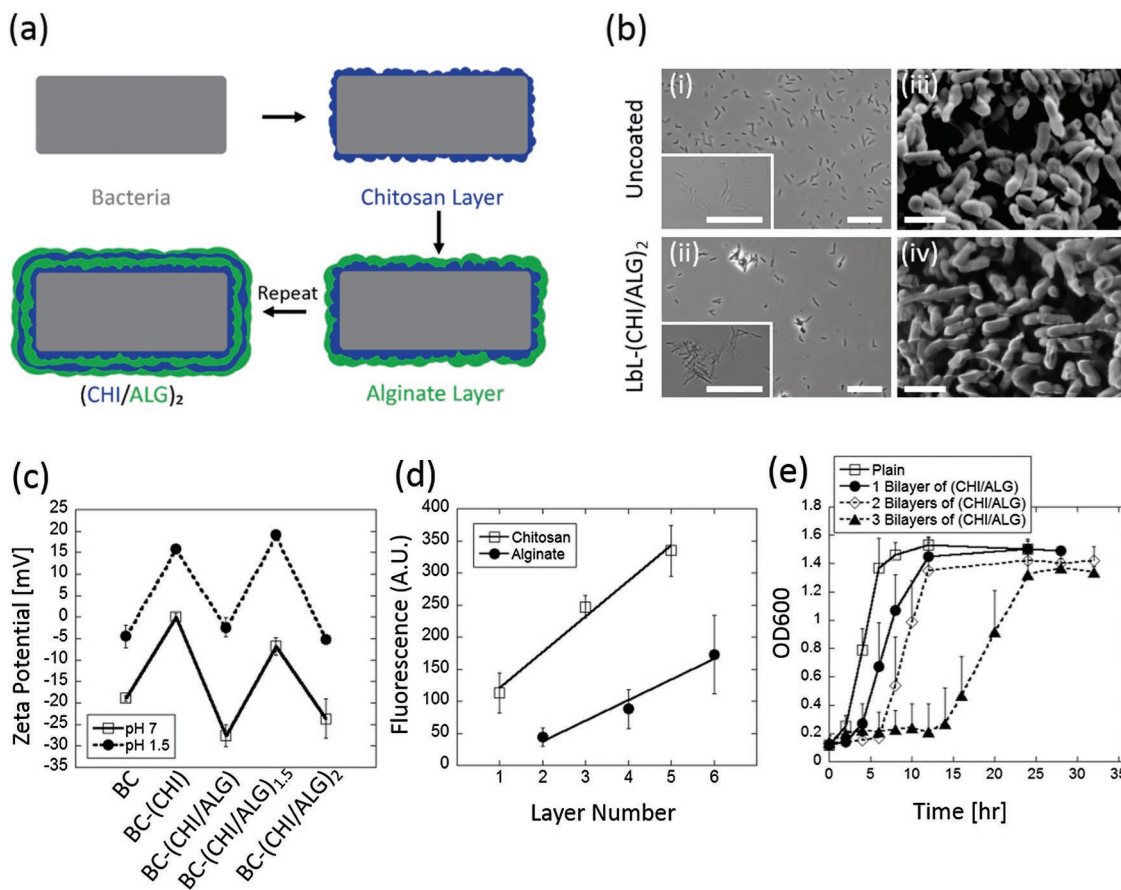 (a)
Bacteria
Chitosan Layer
Repeat
(CHI/ALG)₂
Alginate Layer
(b)
Uncoated
LbL-(CHI/ALG)₂
(i)
(ii)
(iii)
(iv)
(c)
Zeta Potential [mV]
25
20
15
10
5
0
-5
-10
-15
-20
-25
-30
-35
pH 7
pH 1.5
BC
BC-(CHI)
BC-(CHI/ALG)
BC-(CHI/ALG)₁.₅
BC-(CHI/ALG)₂
(d)
Fluorescence (A.U.)
400
350
300
250
200
150
100
50
0
Chitosan
Alginate
1 2 3 4 5 6
Layer Number
(e)
Plain
1 Bilayer of (CHI/ALG)
2 Bilayers of (CHI/ALG)
3 Bilayers of (CHI/ALG)
OD600
1.8
1.6
1.4
1.2
1
0.8
0.6
0.4
0.2
0
0 5 10 15 20 25 30 35
Time [hr]